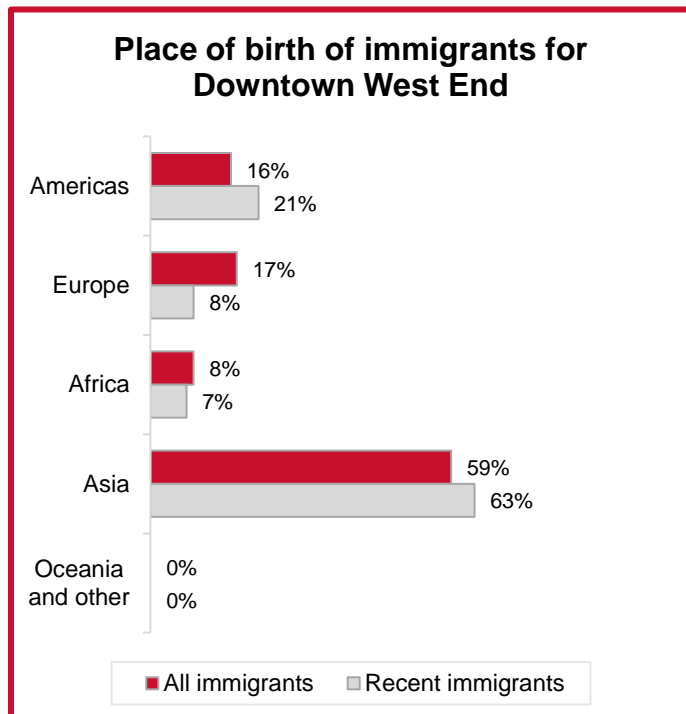 Place of birth of immigrants for
Downtown West End
Americas
16%
21%
Europe
17%
8%
Africa
8%
7%
Asia
59%
63%
Oceania
and other
0%
0%
All immigrants Recent immigrants